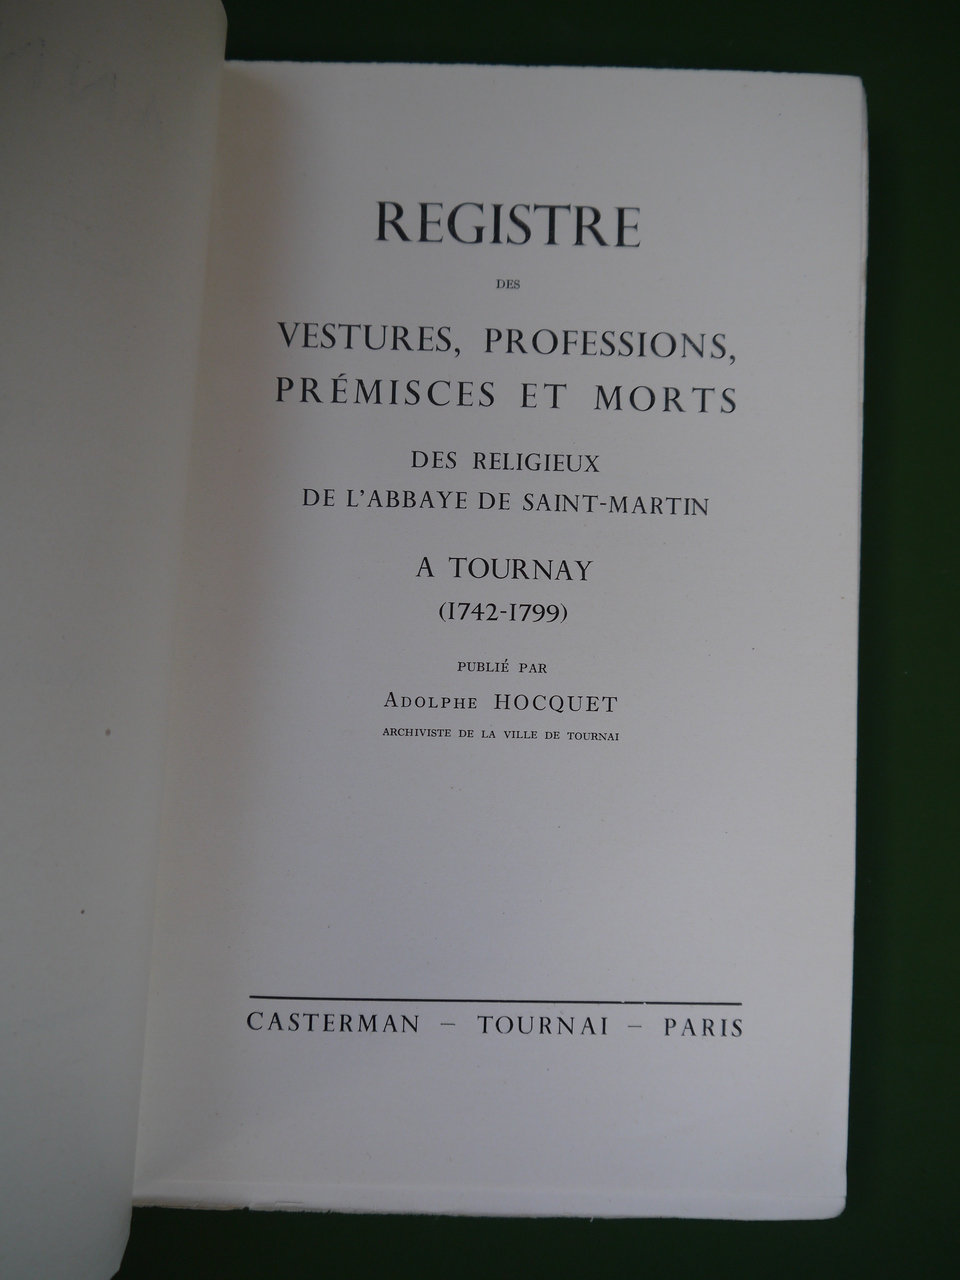 REGISTRE
DES
VESTURES, PROFESSIONS,
PRÉMISCES ET MORTS
DES RELIGIEUX
DE L'ABBAYE DE SAINT-MARTIN
A TOURNAY
(1742-1799)
PUBLIÉ PAR
ADOLPHE HOCQUET
ARCHIVISTE DE LA VILLE DE TOURNAI
CASTERMAN – TOURNAI – PARIS